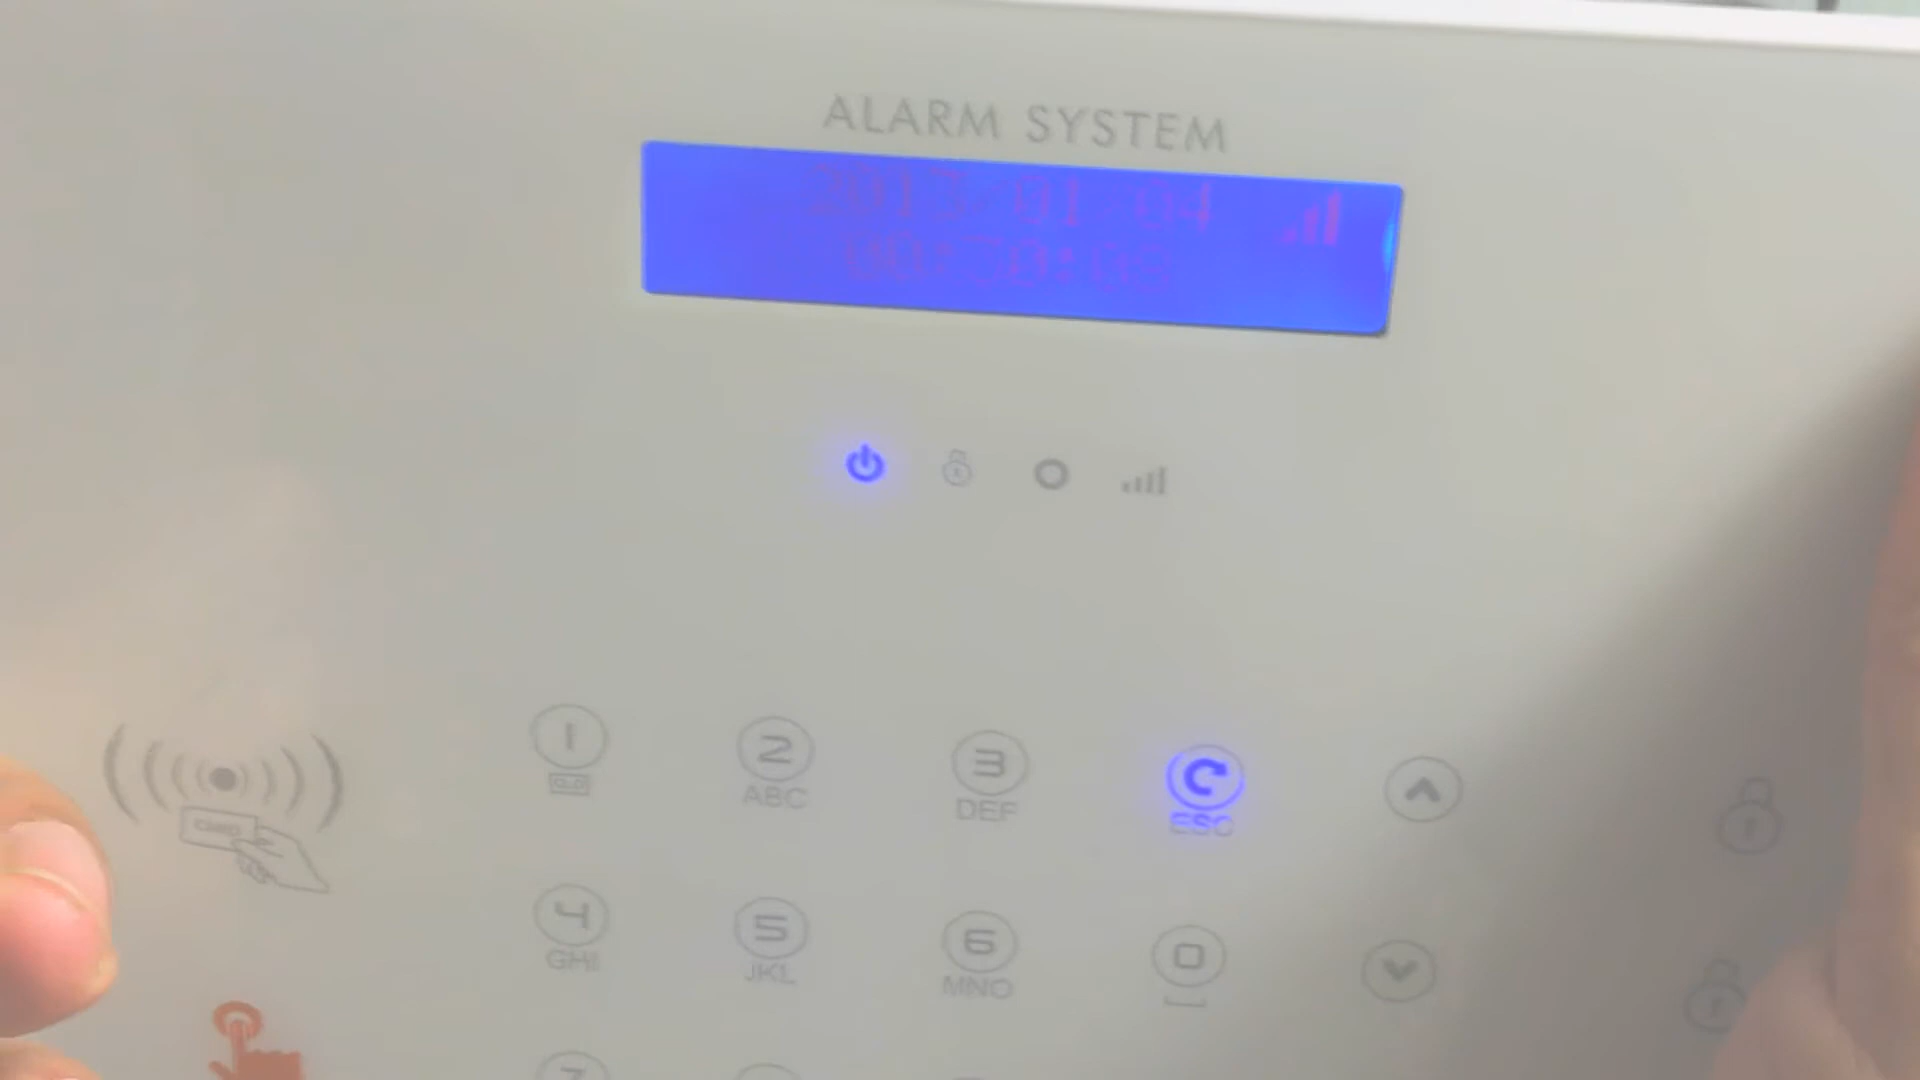 ALARM SYSTEM
2013/01/04
00:30:08
1 2 3
ABC DEF ESC
CARD
4 5 6 0
GHI JKL MNO